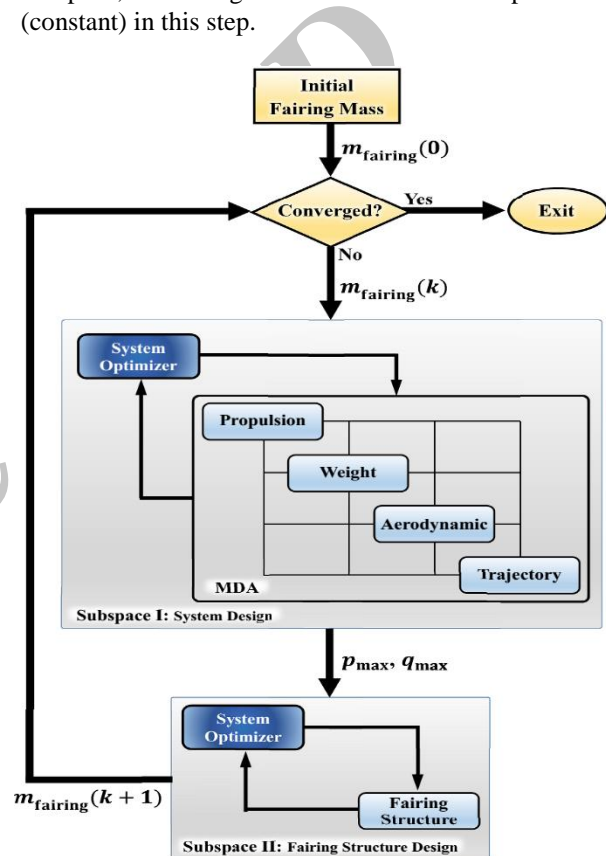 (constant) in this step.
Initial
Fairing Mass
m_fairing(0)
Converged?
Yes
Exit
No
m_fairing(k)
System
Optimizer
Propulsion
Weight
Aerodynamic
Trajectory
MDA
Subspace I: System Design
p_max, q_max
System
Optimizer
Fairing
Structure
m_fairing(k + 1)
Subspace II: Fairing Structure Design